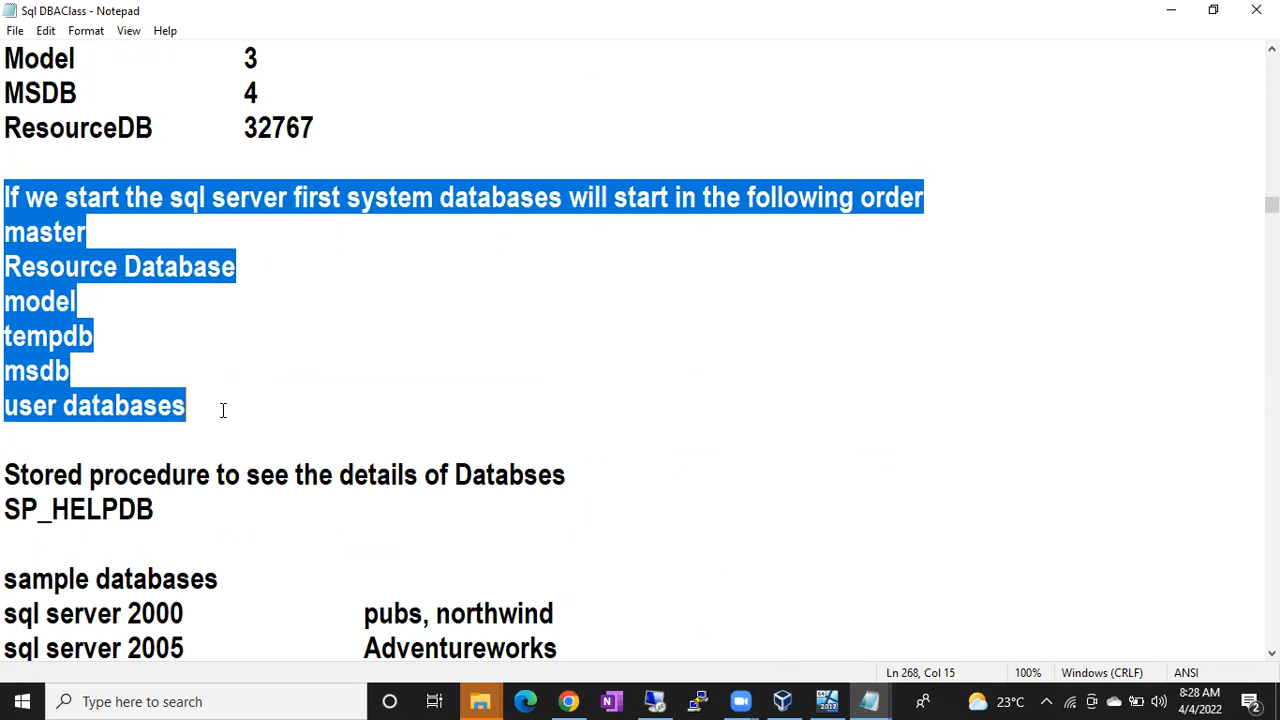 Sql DBAClass - Notepad
File Edit Format View Help
Model 3
MSDB 4
ResourceDB 32767
If we start the sql server first system databases will start in the following order
master
Resource Database
model
tempdb
msdb
user databases
Stored procedure to see the details of Databses
SP_HELPDB
sample databases
sql server 2000 pubs, northwind
sql server 2005 Adventureworks
Ln 268, Col 15 100% Windows (CRLF) ANSI
Type here to search
23°C
8:28 AM
4/4/2022
2